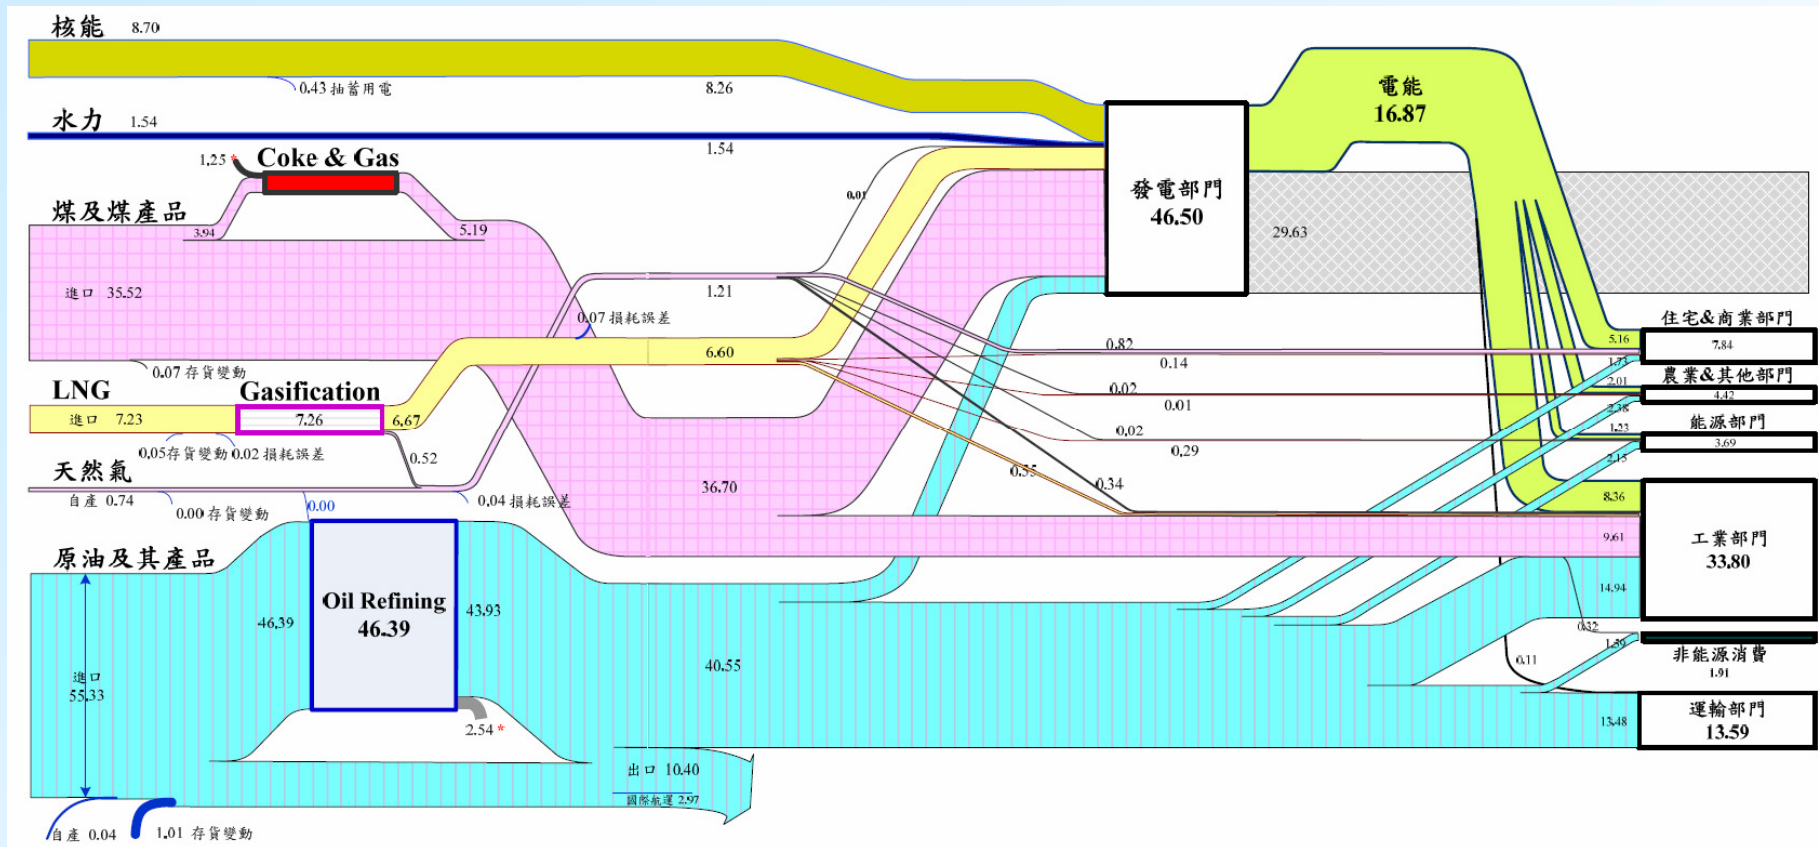 核能 8.70
0.43 抽蓄用電
8.26
水力 1.54
1.54
1.25 *
Coke & Gas
煤及煤產品
3.94
5.19
進口 35.52
0.07 存貨變動
0.01
1.21
0.07 損耗誤差
6.60
LNG
進口 7.23
Gasification
7.26
6.67
0.05存貨變動 0.02 損耗誤差
0.52
天然氣
自產 0.74
0.00 存貨變動
0.00
0.04 損耗誤差
36.70
原油及其產品
進口
55.33
46.39
Oil Refining
46.39
43.93
2.54 *
40.55
出口 10.40
國際航運 2.97
自產 0.04
1.01 存貨變動
發電部門
46.50
電能
16.87
29.63
0.82
0.14
0.02
0.01
0.02
0.29
0.55
0.34
住宅&商業部門
5.16
7.84
1.73
農業&其他部門
2.01
4.42
2.38
能源部門
1.23
3.69
2.15
8.36
工業部門
33.80
9.61
14.94
0.32
1.59
非能源消費
1.91
0.11
運輸部門
13.59
13.48